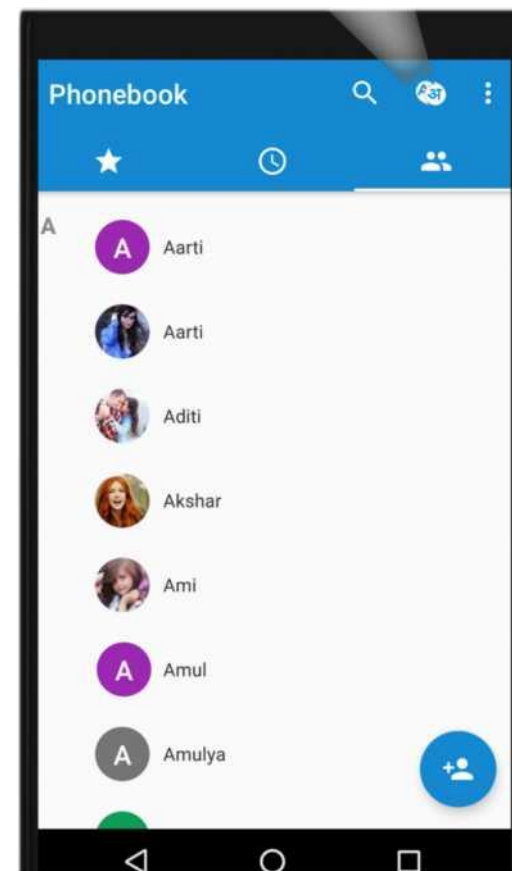 Phonebook
A अ
A
A Aarti
Aarti
Aditi
Akshar
Ami
A Amul
A Amulya